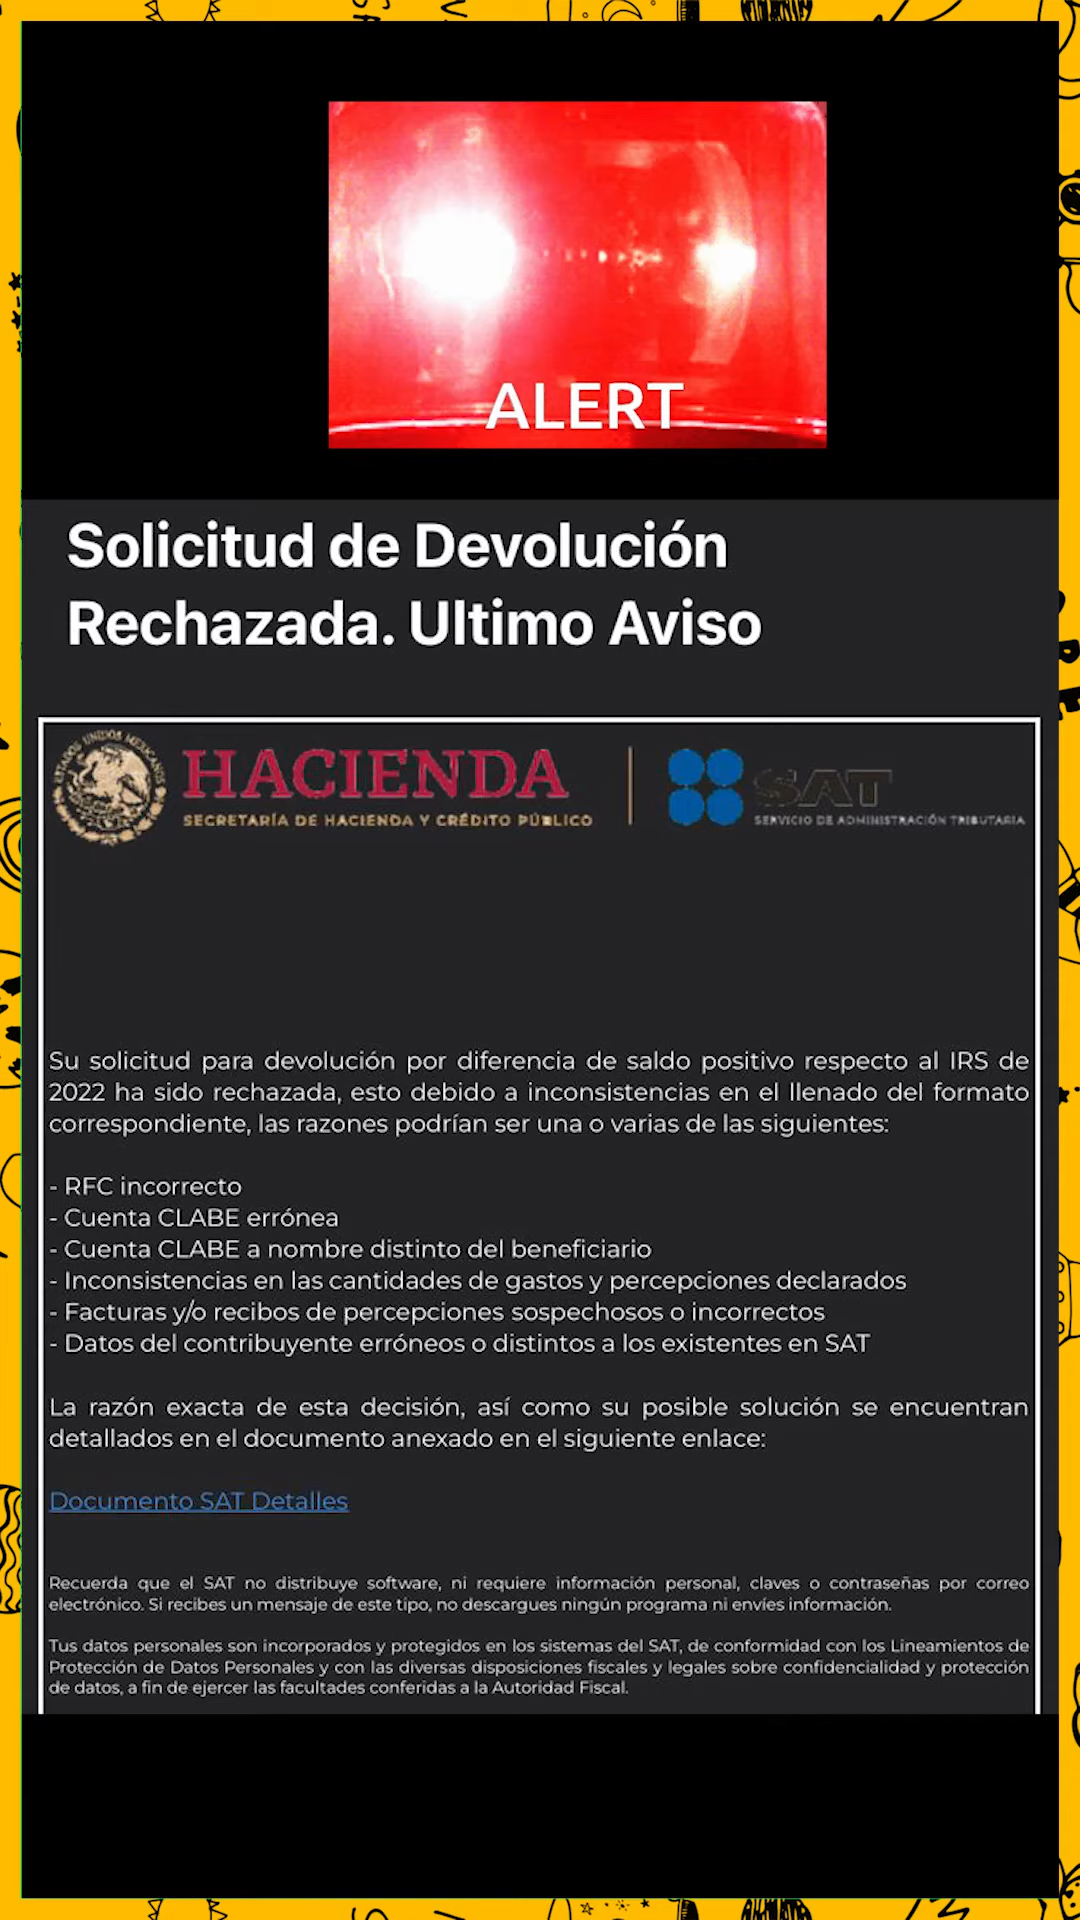 ALERT
Solicitud de Devolución
Rechazada. Ultimo Aviso
ESTADOS UNIDOS MEXICANOS
HACIENDA
SECRETARÍA DE HACIENDA Y CRÉDITO PÚBLICO
SAT
SERVICIO DE ADMINISTRACIÓN TRIBUTARIA
Su solicitud para devolución por diferencia de saldo positivo respecto al IRS de
2022 ha sido rechazada, esto debido a inconsistencias en el llenado del formato
correspondiente, las razones podrían ser una o varias de las siguientes:
- RFC incorrecto
- Cuenta CLABE errónea
- Cuenta CLABE a nombre distinto del beneficiario
- Inconsistencias en las cantidades de gastos y percepciones declarados
- Facturas y/o recibos de percepciones sospechosos o incorrectos
- Datos del contribuyente erróneos o distintos a los existentes en SAT
La razón exacta de esta decisión, así como su posible solución se encuentran
detallados en el documento anexado en el siguiente enlace:
Documento SAT Detalles
Recuerda que el SAT no distribuye software, ni requiere información personal, claves o contraseñas por correo
electrónico. Si recibes un mensaje de este tipo, no descargues ningún programa ni envíes información.
Tus datos personales son incorporados y protegidos en los sistemas del SAT, de conformidad con los Lineamientos de
Protección de Datos Personales y con las diversas disposiciones fiscales y legales sobre confidencialidad y protección
de datos, a fin de ejercer las facultades conferidas a la Autoridad Fiscal.